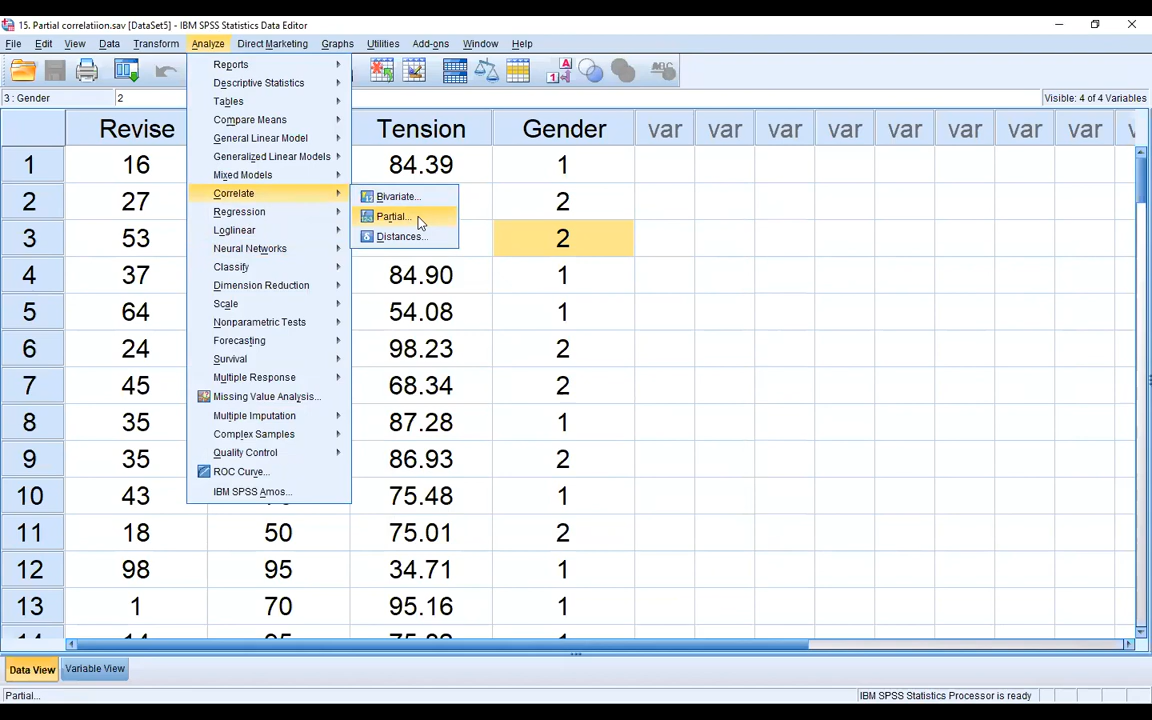 15. Partial correlatiion.sav [DataSet5] - IBM SPSS Statistics Data Editor
File Edit View Data Transform Analyze Direct Marketing Graphs Utilities Add-ons Window Help
3 : Gender 2 Visible: 4 of 4 Variables
Revise Tension Gender var var var var var var var var
1 16 84.39 1
2 27 2
3 53 2
4 37 84.90 1
5 64 54.08 1
6 24 98.23 2
7 45 68.34 2
8 35 87.28 1
9 35 86.93 2
10 43 75.48 1
11 18 50 75.01 2
12 98 95 34.71 1
13 1 70 95.16 1
Reports
Descriptive Statistics
Tables
Compare Means
General Linear Model
Generalized Linear Models
Mixed Models
Correlate
Regression
Loglinear
Neural Networks
Classify
Dimension Reduction
Scale
Nonparametric Tests
Forecasting
Survival
Multiple Response
Missing Value Analysis...
Multiple Imputation
Complex Samples
Quality Control
ROC Curve...
IBM SPSS Amos...
Bivariate...
Partial...
Distances...
Data View Variable View
Partial... IBM SPSS Statistics Processor is ready